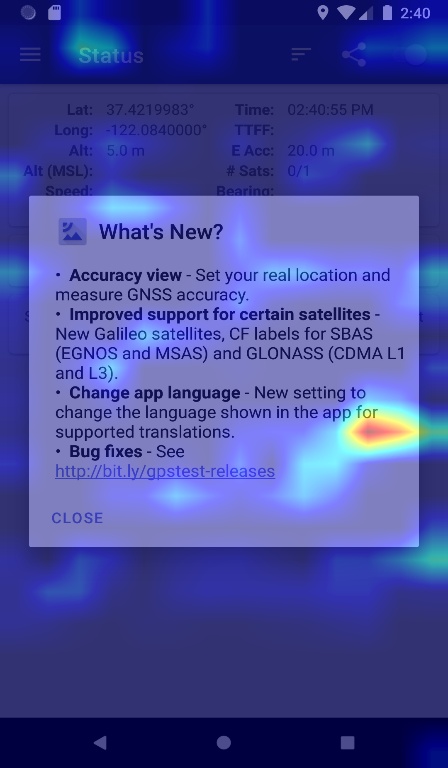 2:40
Status
Lat: 37.4219983° Time: 02:40:55 PM
Long: -122.0840000° TTFF:
Alt: 5.0 m E Acc: 20.0 m
Alt (MSL): # Sats: 0/1
Speed: Bearing:
What's New?
• Accuracy view - Set your real location and
measure GNSS accuracy.
• Improved support for certain satellites -
New Galileo satellites, CF labels for SBAS
(EGNOS and MSAS) and GLONASS (CDMA L1
and L3).
• Change app language - New setting to
change the language shown in the app for
supported translations.
• Bug fixes - See
http://bit.ly/gpstest-releases
CLOSE